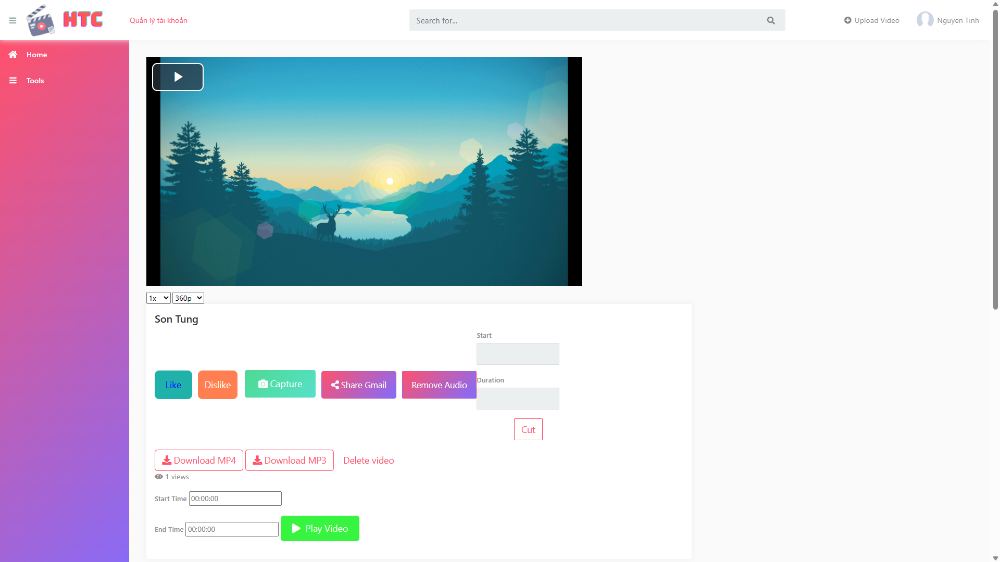 HTC
Quản lý tài khoản
Search for...
Upload Video
Nguyen Tinh
Home
Tools
1x
360p
Son Tung
Start
Like
Dislike
Capture
Share Gmail
Remove Audio
Duration
Cut
Download MP4
Download MP3
Delete video
1 views
Start Time 00:00:00
End Time 00:00:00
Play Video